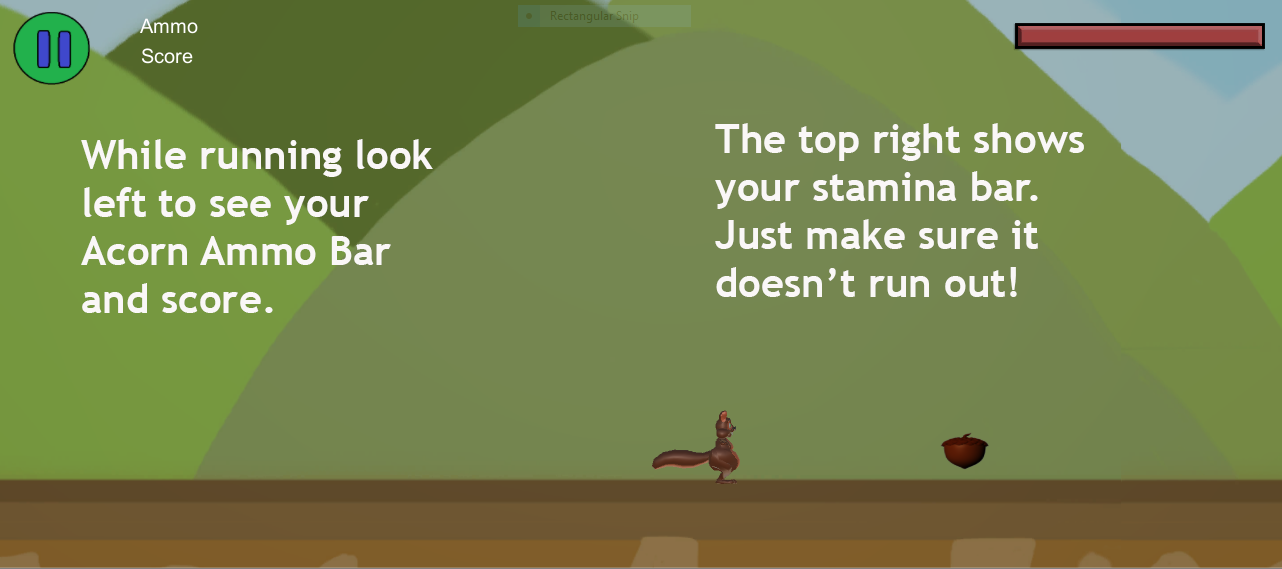 Rectangular Snip
Ammo
Score
While running look
left to see your
Acorn Ammo Bar
and score.
The top right shows
your stamina bar.
Just make sure it
doesn’t run out!